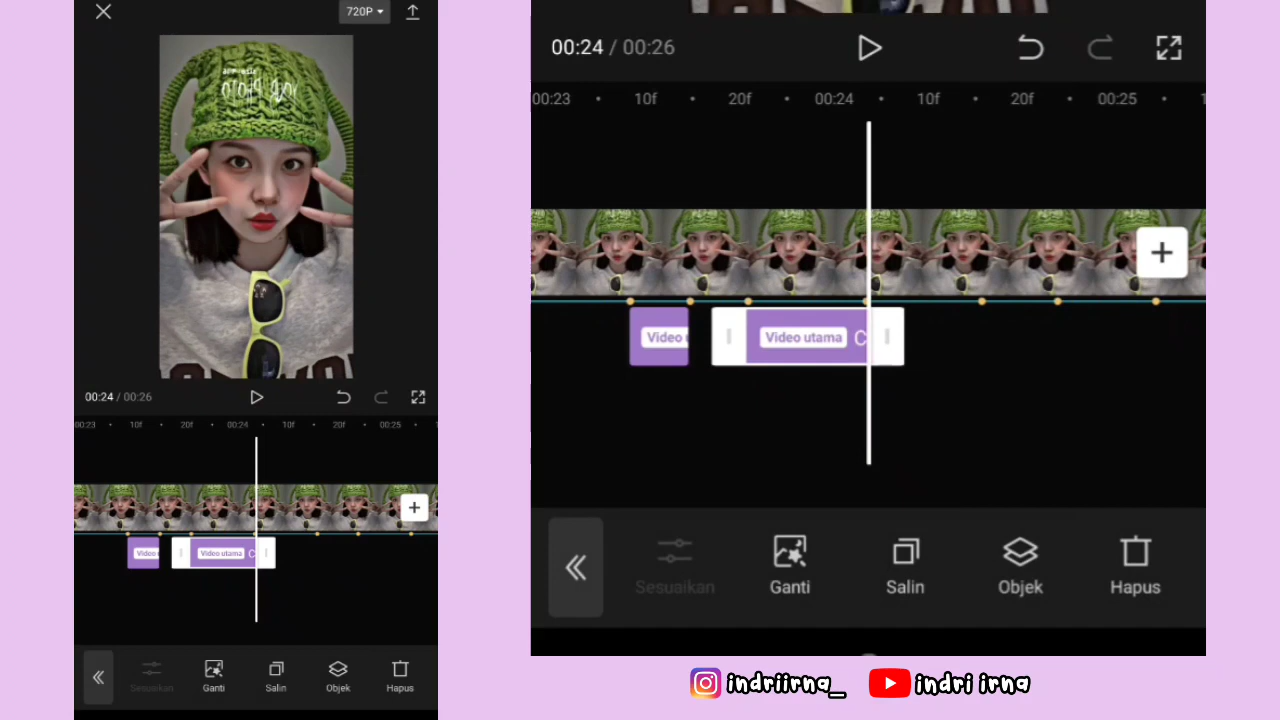 720P
00:24 / 00:26
00:23 10f 20f 00:24 10f 20f 00:25
Video
Video utama C
Sesuaikan Ganti Salin Objek Hapus
00:24 / 00:26
00:23 10f 20f 00:24 10f 20f 00:25 1
Video u
Video utama C
Sesuaikan Ganti Salin Objek Hapus
indriirna_ indri irna